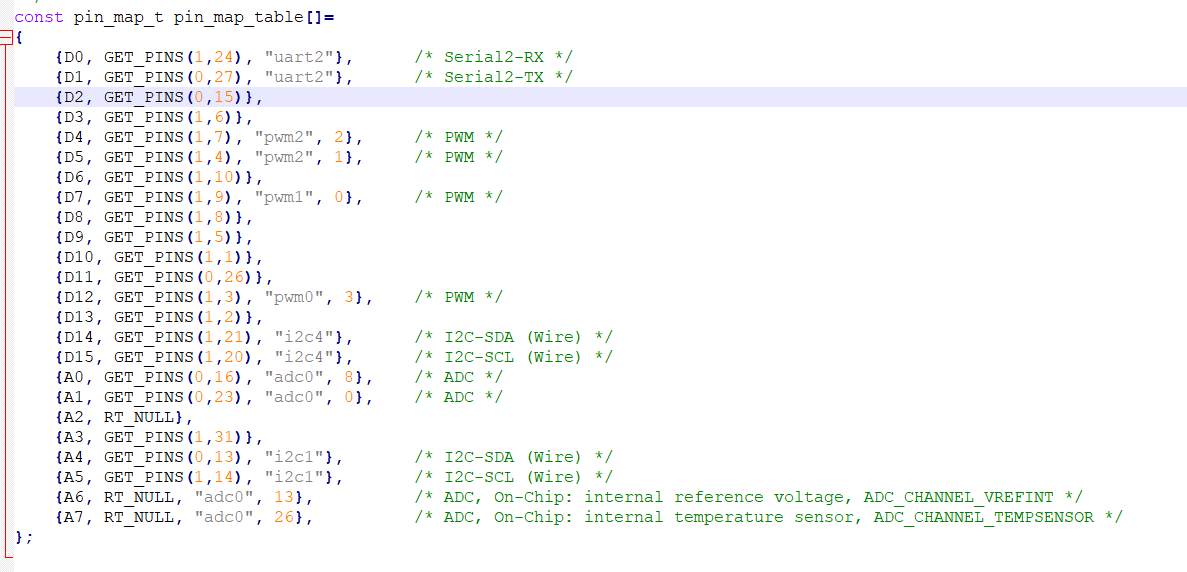 const pin_map_t pin_map_table[]=
{
    {D0, GET_PINS(1,24), "uart2"},      /* Serial2-RX */
    {D1, GET_PINS(0,27), "uart2"},      /* Serial2-TX */
    {D2, GET_PINS(0,15)},
    {D3, GET_PINS(1,6)},
    {D4, GET_PINS(1,7), "pwm2", 2},     /* PWM */
    {D5, GET_PINS(1,4), "pwm2", 1},     /* PWM */
    {D6, GET_PINS(1,10)},
    {D7, GET_PINS(1,9), "pwm1", 0},     /* PWM */
    {D8, GET_PINS(1,8)},
    {D9, GET_PINS(1,5)},
    {D10, GET_PINS(1,1)},
    {D11, GET_PINS(0,26)},
    {D12, GET_PINS(1,3), "pwm0", 3},    /* PWM */
    {D13, GET_PINS(1,2)},
    {D14, GET_PINS(1,21), "i2c4"},      /* I2C-SDA (Wire) */
    {D15, GET_PINS(1,20), "i2c4"},      /* I2C-SCL (Wire) */
    {A0, GET_PINS(0,16), "adc0", 8},    /* ADC */
    {A1, GET_PINS(0,23), "adc0", 0},    /* ADC */
    {A2, RT_NULL},
    {A3, GET_PINS(1,31)},
    {A4, GET_PINS(0,13), "i2c1"},       /* I2C-SDA (Wire) */
    {A5, GET_PINS(1,14), "i2c1"},       /* I2C-SCL (Wire) */
    {A6, RT_NULL, "adc0", 13},          /* ADC, On-Chip: internal reference voltage, ADC_CHANNEL_VREFINT */
    {A7, RT_NULL, "adc0", 26},          /* ADC, On-Chip: internal temperature sensor, ADC_CHANNEL_TEMPSENSOR */
};